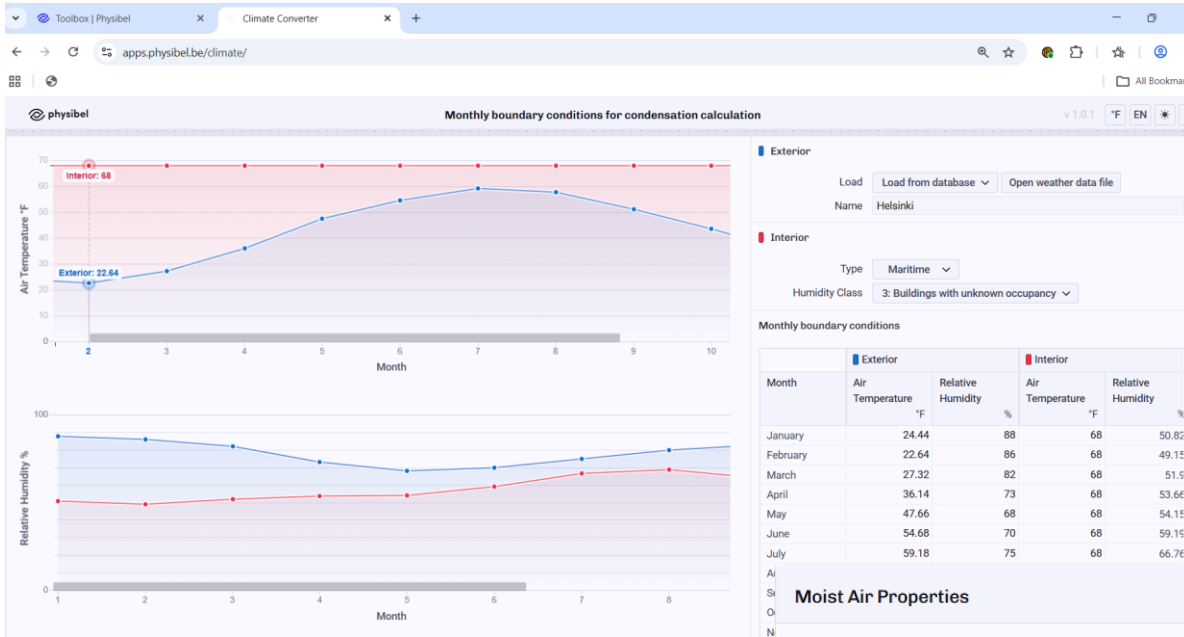 Toolbox | Physibel
Climate Converter
apps.physibel.be/climate/
All Bookmar
physibel
Monthly boundary conditions for condensation calculation
v 1.0.1 °F EN
70
60
50
40
30
20
10
0
Air Temperature °F
Interior: 68
Exterior: 22.64
2 3 4 5 6 7 8 9 10
Month
100
0
Relative Humidity %
1 2 3 4 5 6 7 8
Month
Exterior
Load Load from database Open weather data file
Name Helsinki
Interior
Type Maritime
Humidity Class 3: Buildings with unknown occupancy
Monthly boundary conditions
Exterior Interior
Month Air Temperature °F Relative Humidity % Air Temperature °F Relative Humidity %
January 24.44 88 68 50.82
February 22.64 86 68 49.15
March 27.32 82 68 51.9
April 36.14 73 68 53.66
May 47.66 68 68 54.15
June 54.68 70 68 59.19
July 59.18 75 68 66.76
Moist Air Properties